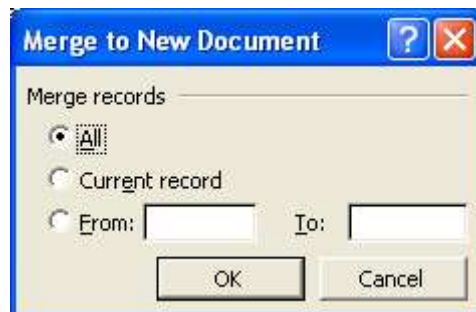 Merge to New Document
Merge records
All
Current record
From: To:
OK Cancel